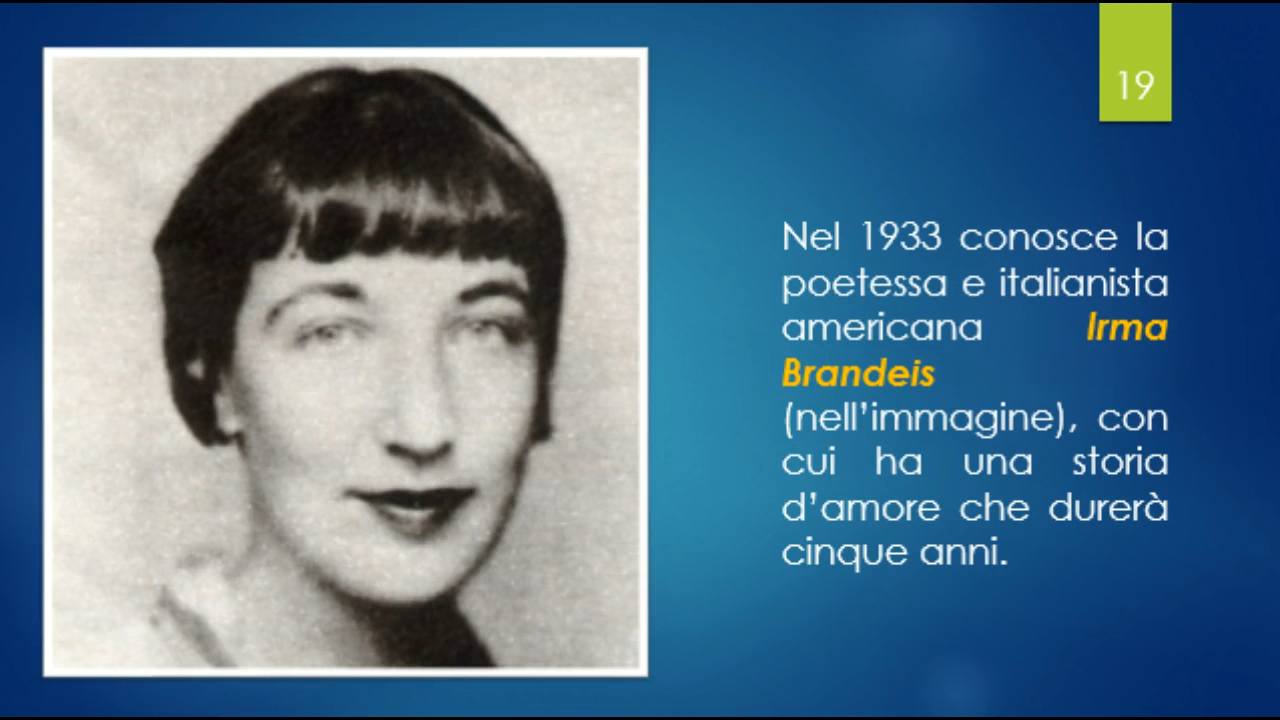 19
Nel 1933 conosce la
poetessa e italianista
americana Irma
Brandeis
(nell'immagine), con
cui ha una storia
d'amore che durerà
cinque anni.